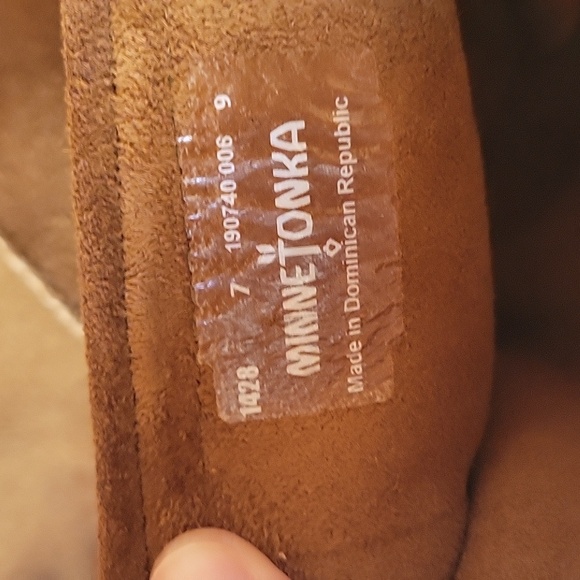 1428 7 190740 006 9
MINNETONKA
Made in Dominican Republic